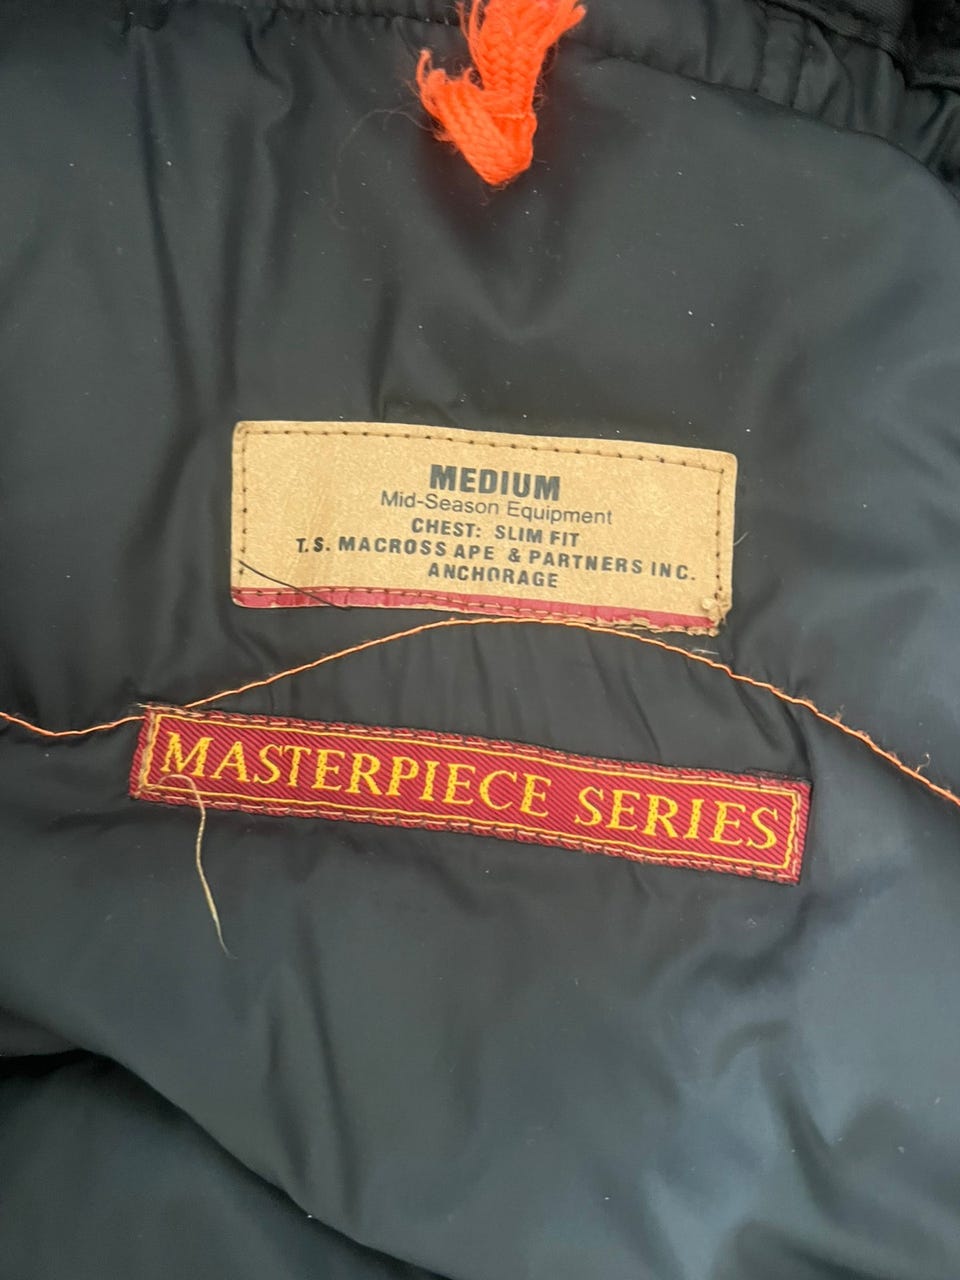 MEDIUM
Mid-Season Equipment
CHEST: SLIM FIT
T.S. MACROSS APE & PARTNERS INC.
ANCHORAGE
MASTERPIECE SERIES